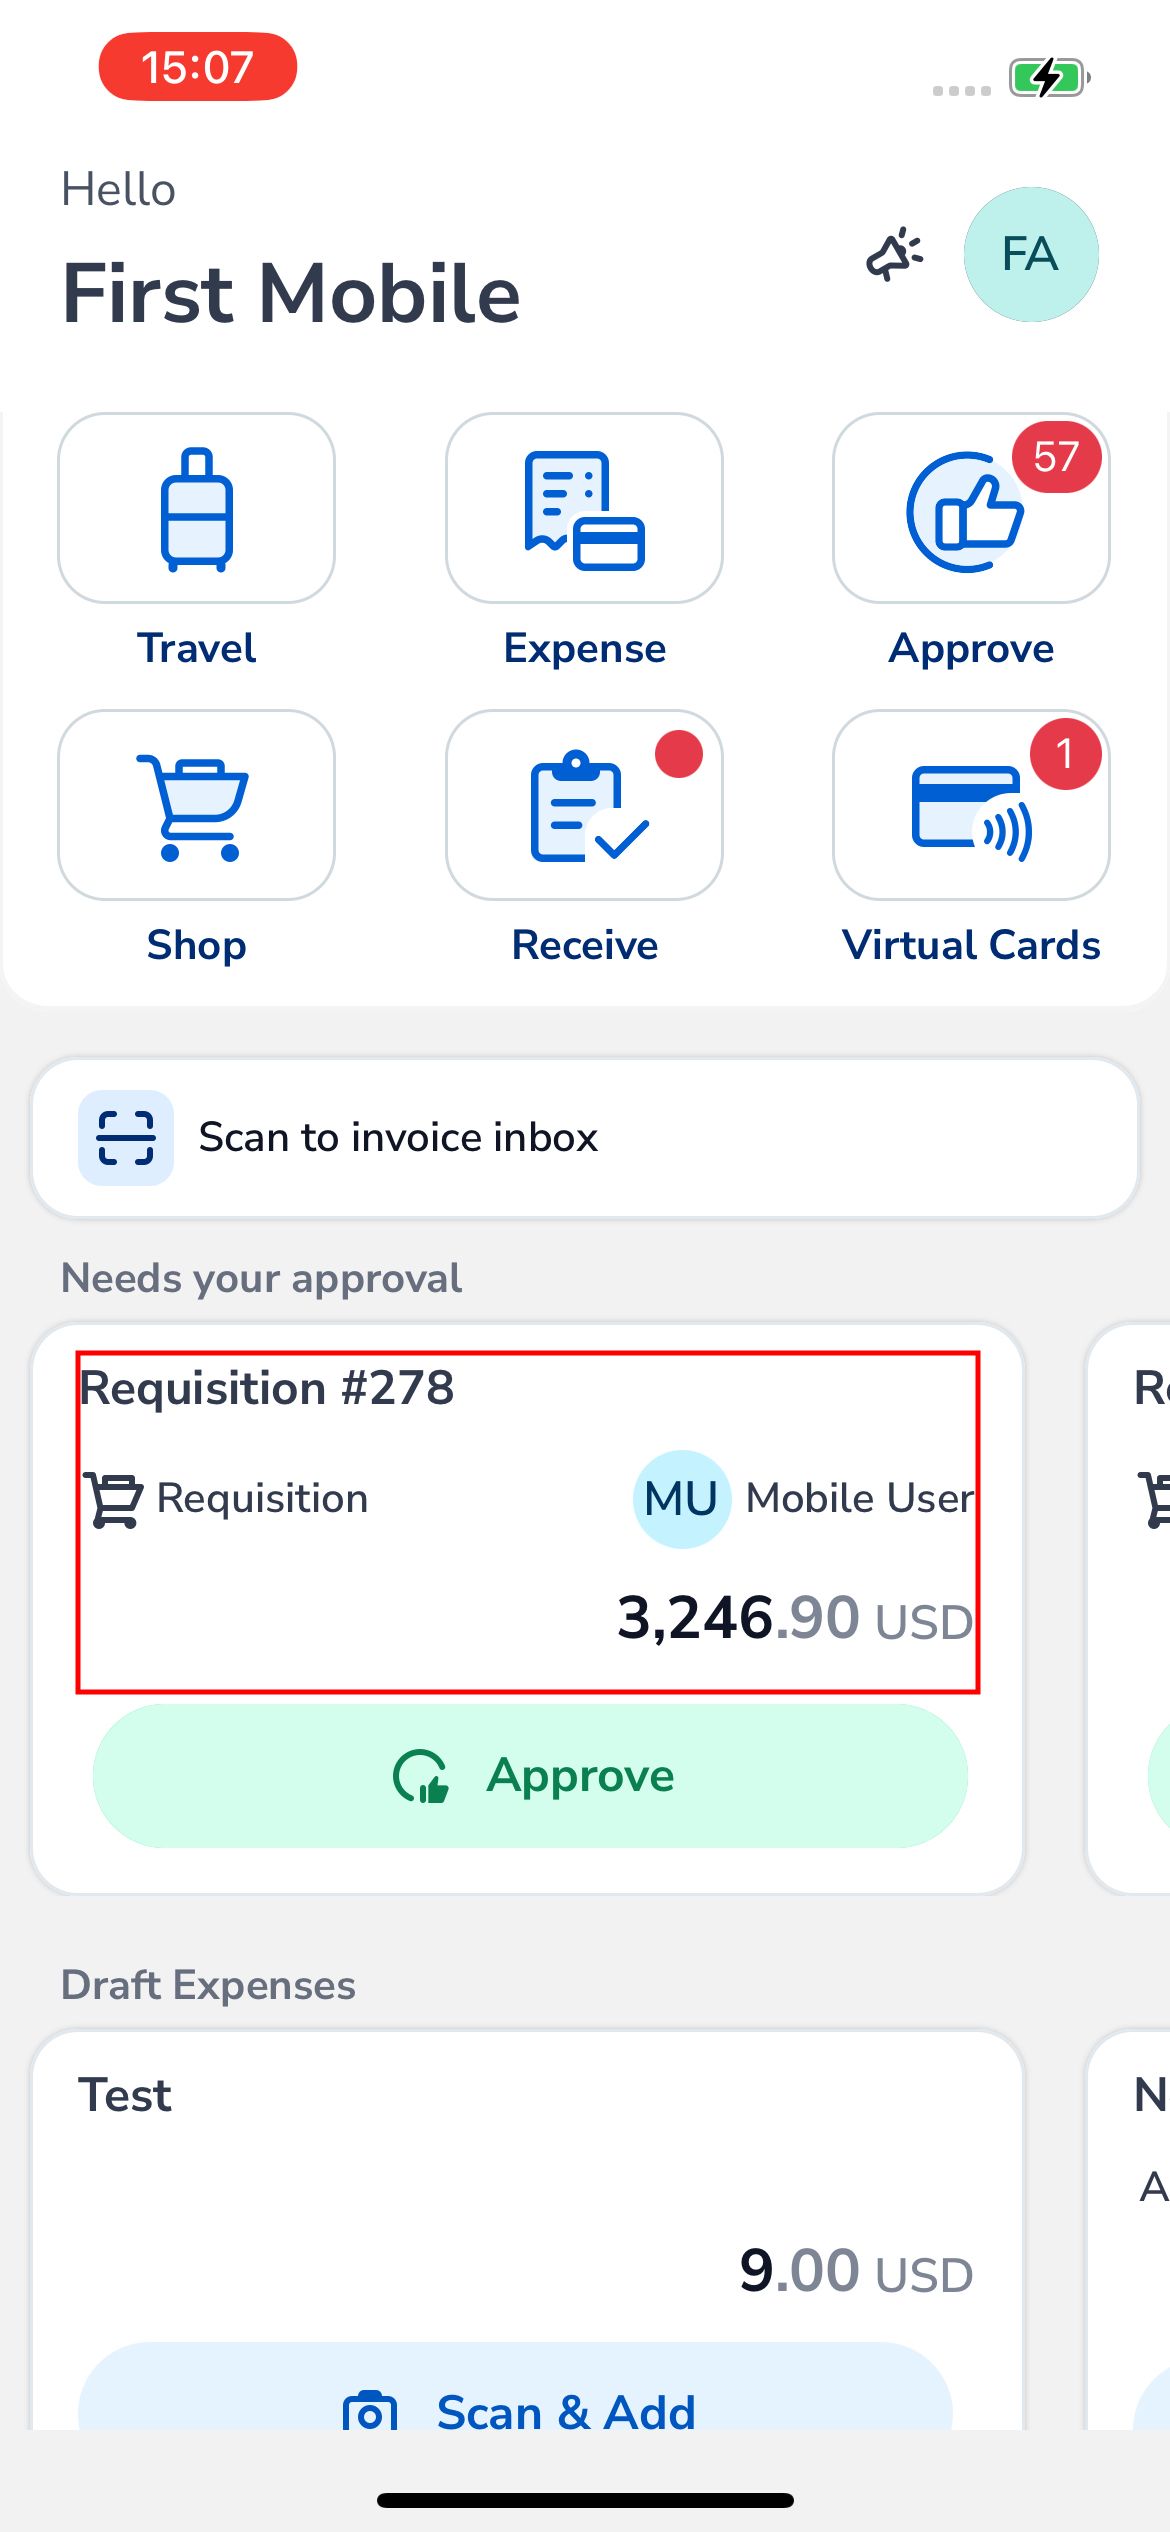 15:07
Hello
First Mobile
FA
57
Travel
Expense
Approve
1
Shop
Receive
Virtual Cards
Scan to invoice inbox
Needs your approval
Requisition #278
Requisition
MU Mobile User
3,246.90 USD
Approve
Draft Expenses
Test
9.00 USD
Scan & Add